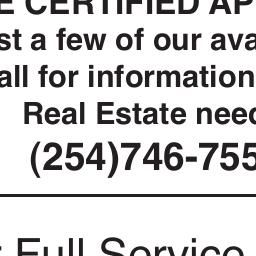 E CERTIFIED AP
st a few of our ava
all for information
Real Estate need
(254)746-755
Full Service